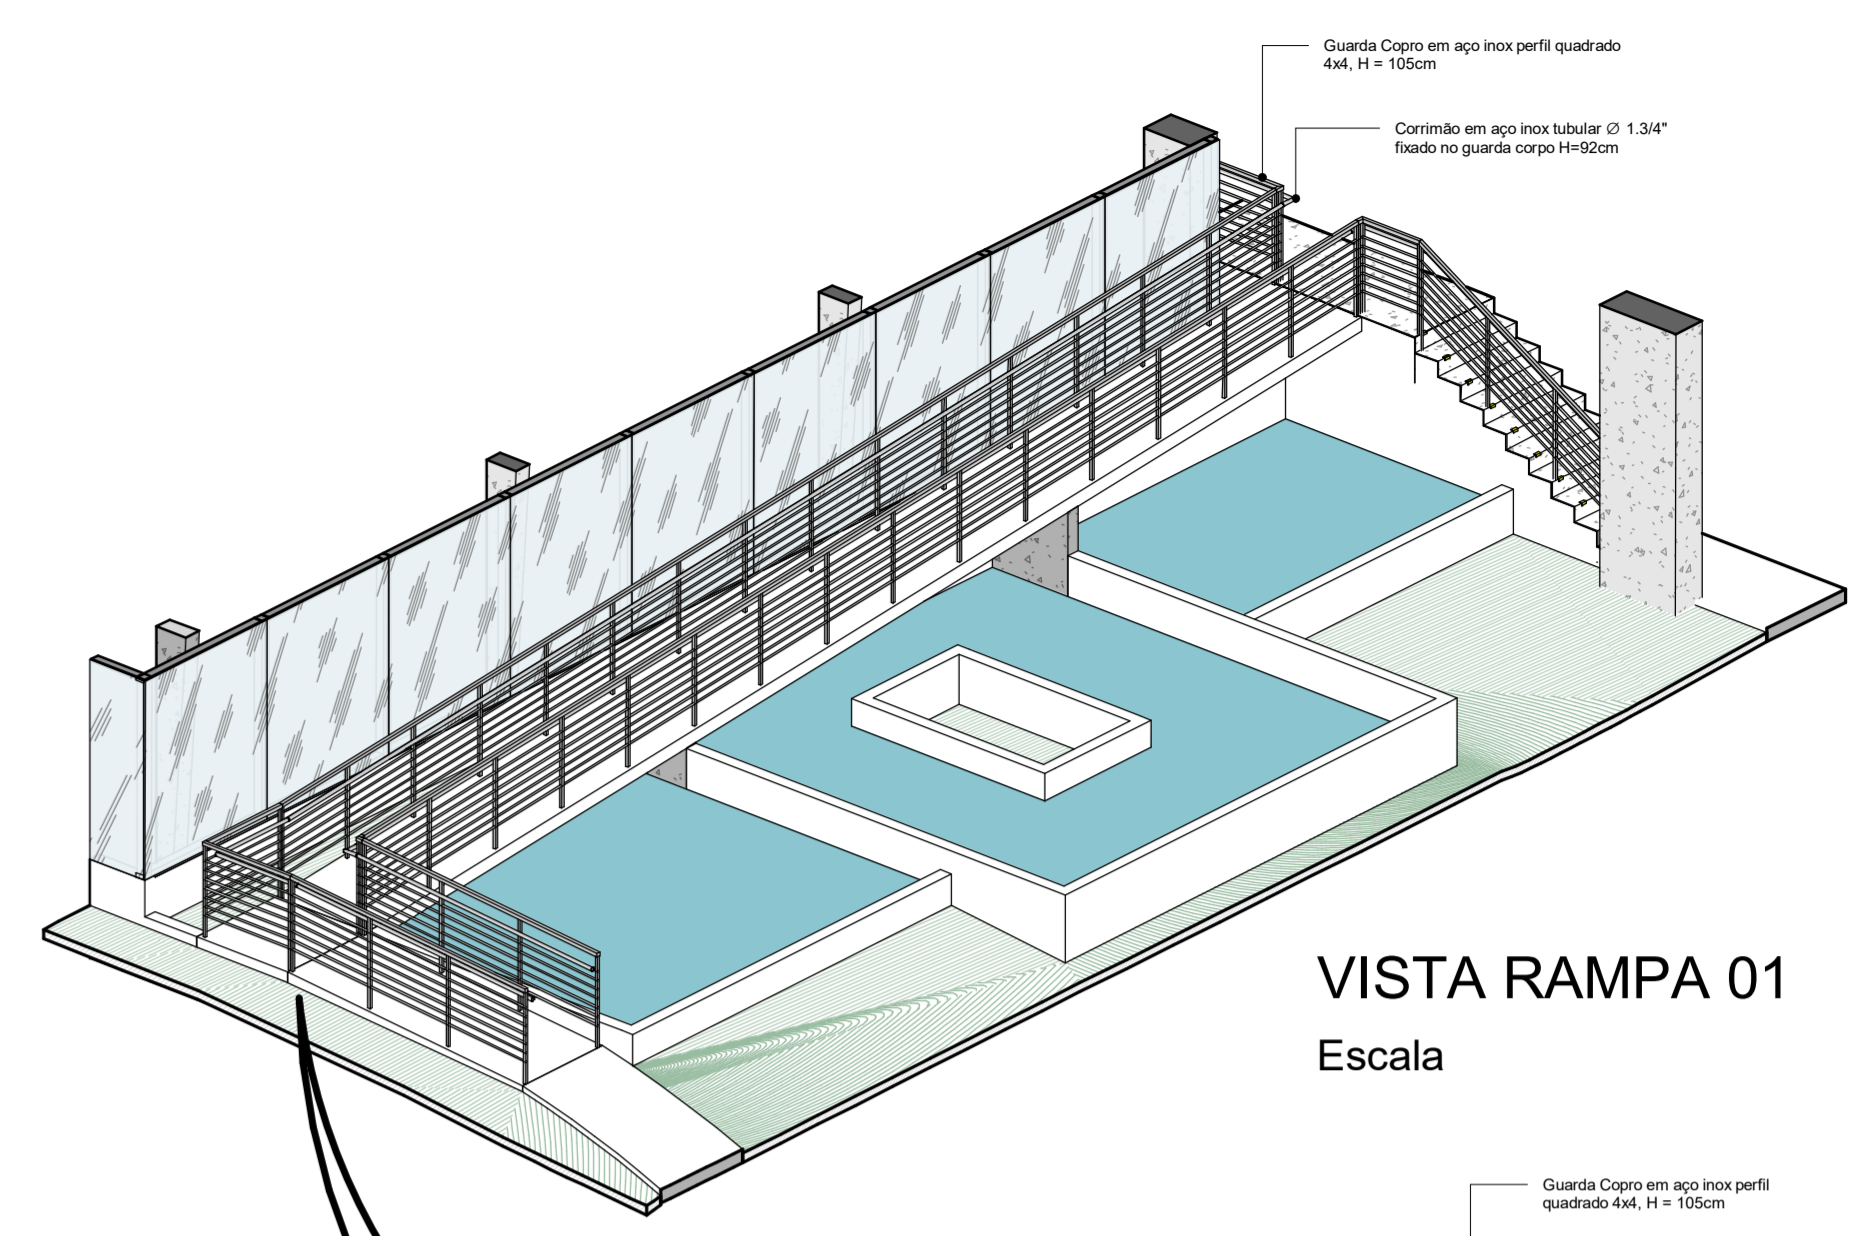 Guarda Copro em aço inox perfil quadrado
4x4, H = 105cm
Corrimão em aço inox tubular ∅ 1.3/4"
fixado no guarda corpo H=92cm
VISTA RAMPA 01
Escala
Guarda Copro em aço inox perfil
quadrado 4x4, H = 105cm